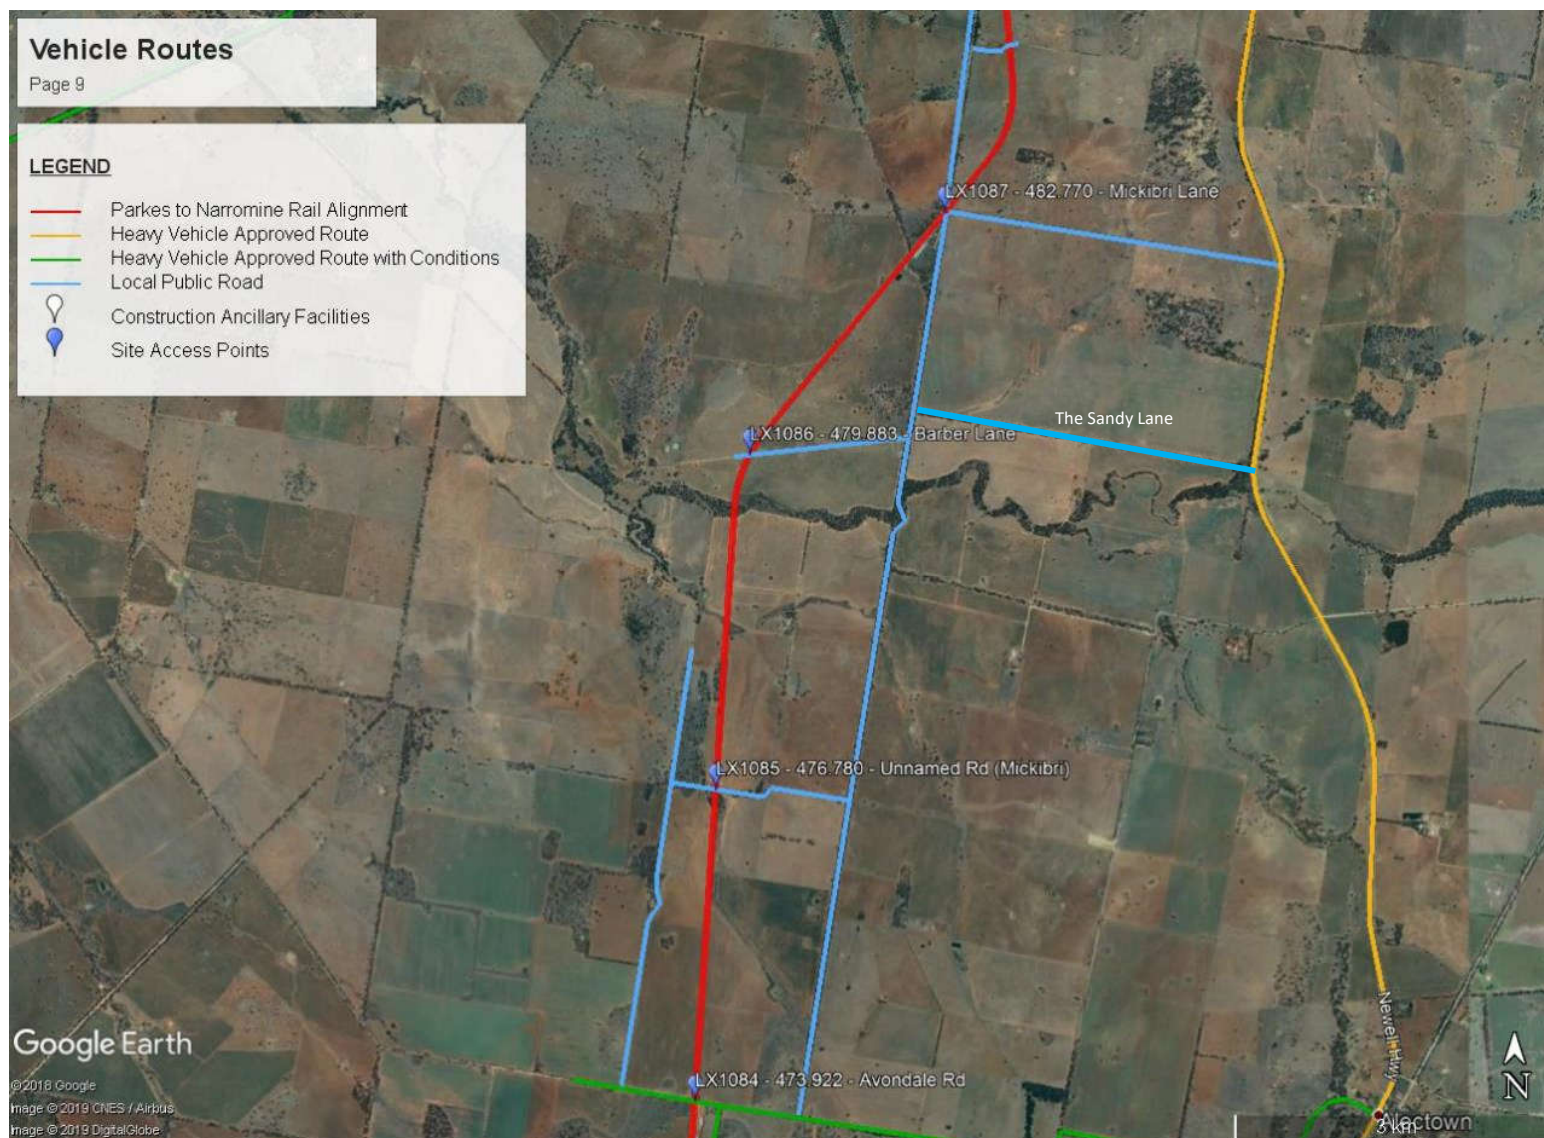 Vehicle Routes
Page 9
LEGEND
Parkes to Narromine Rail Alignment
Heavy Vehicle Approved Route
Heavy Vehicle Approved Route with Conditions
Local Public Road
Construction Ancillary Facilities
Site Access Points
LX1087 - 482.770 - Mickibri Lane
The Sandy Lane
LX1086 - 479.883 - Barber Lane
LX1085 - 476.780 - Unnamed Rd (Mickibri)
Newell Hwy
LX1084 - 473.922 - Avondale Rd
Alectown
3 km
N
Google Earth
©2018 Google
Image © 2019 CNES / Airbus
Image © 2019 DigitalGlobe